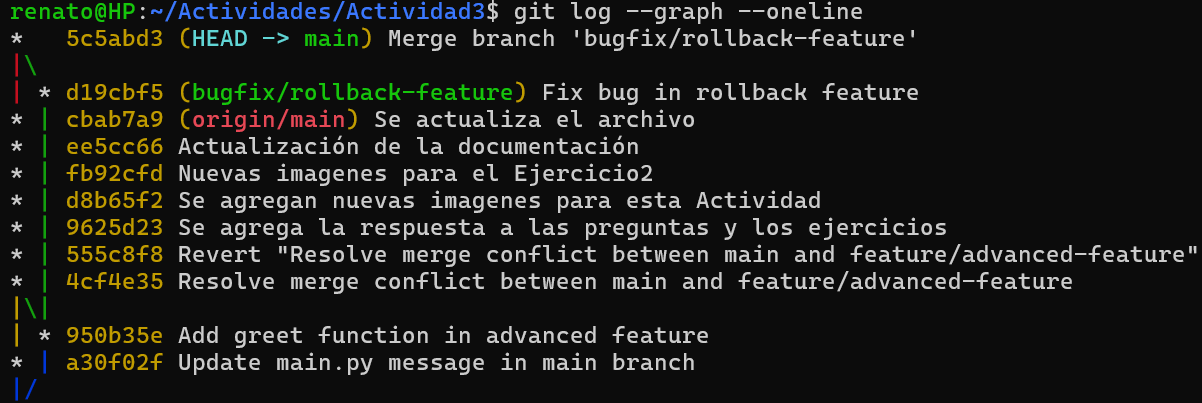 renato@HP:~/Actividades/Actividad3$ git log --graph --oneline
*   5c5abd3 (HEAD -> main) Merge branch 'bugfix/rollback-feature'
|\
| * d19cbf5 (bugfix/rollback-feature) Fix bug in rollback feature
* | cbab7a9 (origin/main) Se actualiza el archivo
* | ee5cc66 Actualización de la documentación
* | fb92cfd Nuevas imagenes para el Ejercicio2
* | d8b65f2 Se agregan nuevas imagenes para esta Actividad
* | 9625d23 Se agrega la respuesta a las preguntas y los ejercicios
* | 555c8f8 Revert "Resolve merge conflict between main and feature/advanced-feature"
* | 4cf4e35 Resolve merge conflict between main and feature/advanced-feature
|\|
| * 950b35e Add greet function in advanced feature
* | a30f02f Update main.py message in main branch
|/